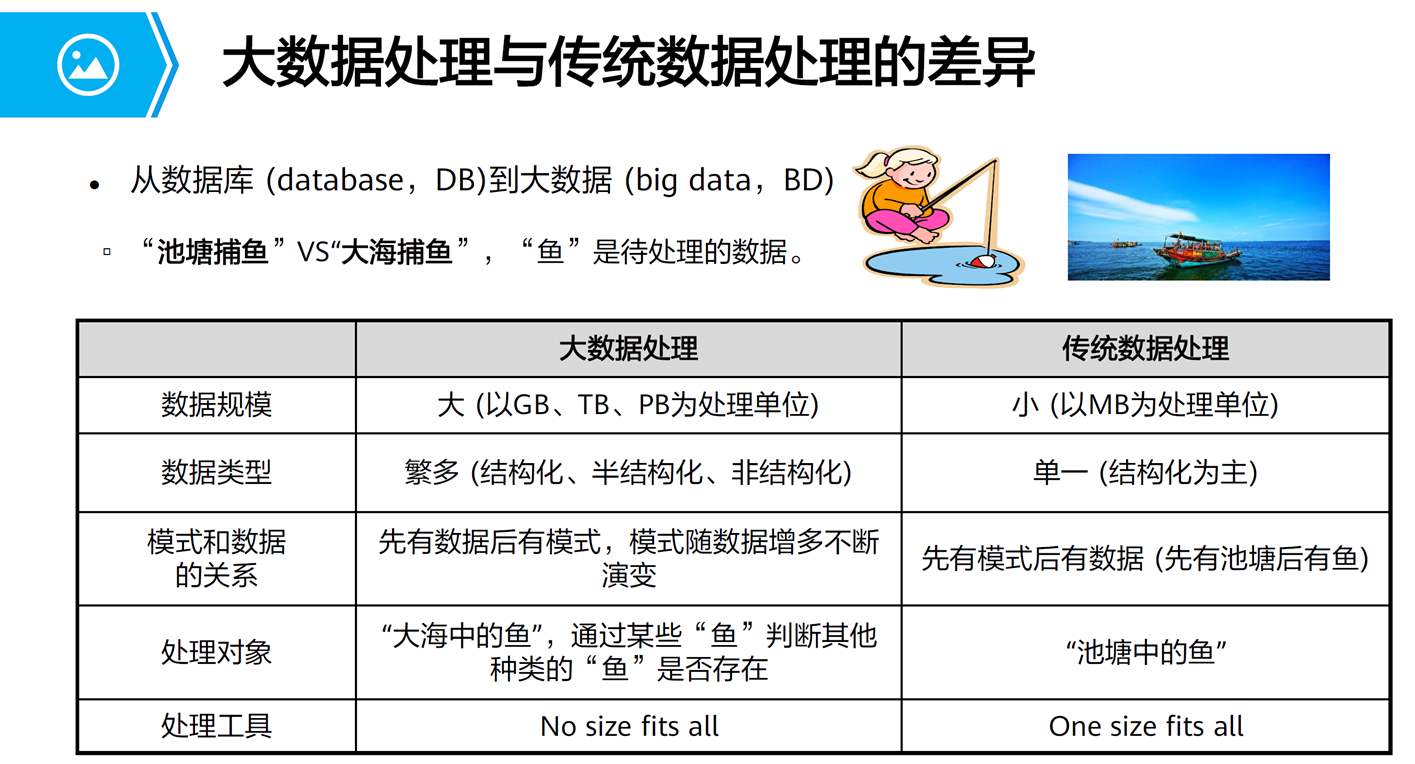 大数据处理与传统数据处理的差异
从数据库 (database，DB)到大数据 (big data，BD)
“池塘捕鱼”VS“大海捕鱼”，“鱼”是待处理的数据。
大数据处理 传统数据处理
数据规模 大 (以GB、TB、PB为处理单位) 小 (以MB为处理单位)
数据类型 繁多 (结构化、半结构化、非结构化) 单一 (结构化为主)
模式和数据
的关系
先有数据后有模式，模式随数据增多不断
演变
先有模式后有数据 (先有池塘后有鱼)
处理对象
“大海中的鱼”，通过某些“鱼”判断其他
种类的“鱼”是否存在
“池塘中的鱼”
处理工具 No size fits all One size fits all